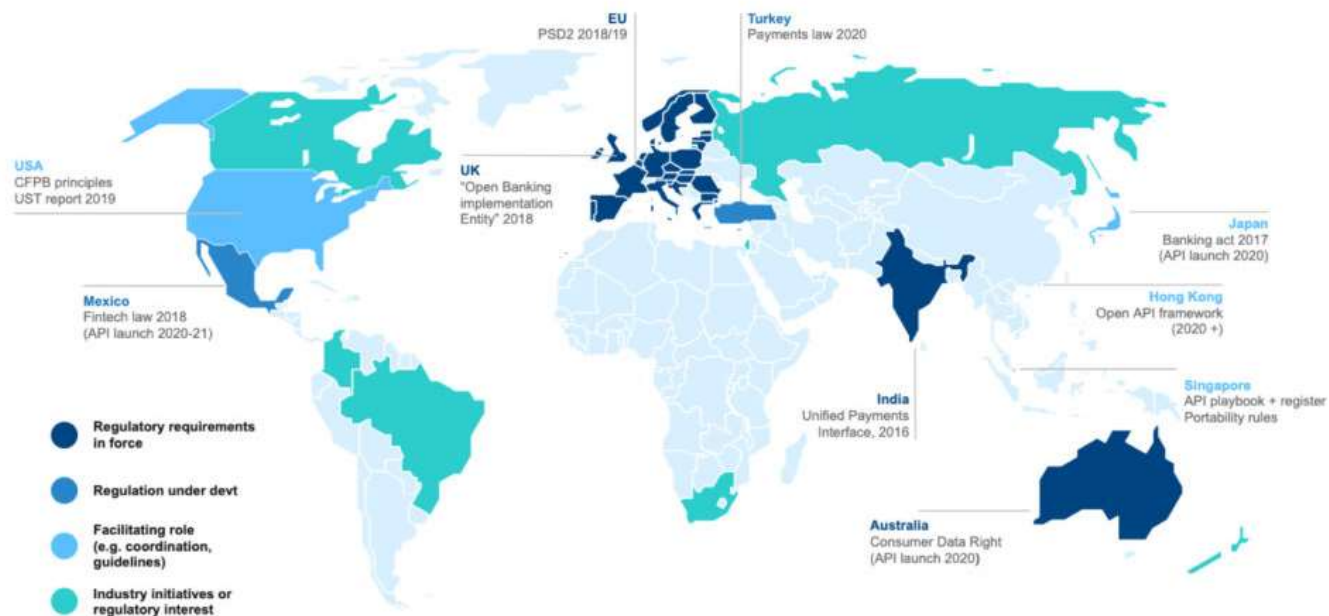 EU
PSD2 2018/19
Turkey
Payments law 2020
USA
CFPB principles
UST report 2019
UK
"Open Banking
implementation
Entity" 2018
Japan
Banking act 2017
(API launch 2020)
Mexico
Fintech law 2018
(API launch 2020-21)
Hong Kong
Open API framework
(2020 +)
India
Unified Payments
Interface, 2016
Singapore
API playbook + register
Portability rules
Australia
Consumer Data Right
(API launch 2020)
Regulatory requirements
in force
Regulation under devt
Facilitating role
(e.g. coordination,
guidelines)
Industry initiatives or
regulatory interest